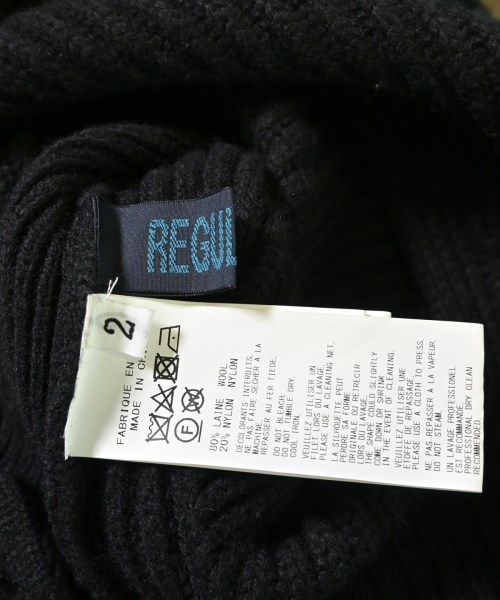 REGUL
2
FABRIQUE EN
MADE IN
80% LAINE WOOL
20% NYLON NYLON
DECOLORANTS INTERDITS.
NE PAS FAIRE SECHER A LA
MACHINE.
REPASSER AU FER TIEDE.
DO NOT BLEACH.
DO NOT TUMBLE DRY.
COOL IRON.
VEUILLEZ UTILISER UN
FILET LORS DU LAVAGE.
PLEASE USE A CLEANING NET.
LA SILHOUETTE PEUT
PERDRE SA FORME
ORIGINALE OU RETRECIR
LORS DU LAVAGE.
THE SHAPE COULD SLIGHTLY
COME DOWN OR SHRINK
IN THE EVENT OF CLEANING.
VEUILLEZ UTILISER UNE
ETOFFE DE REPASSAGE.
PLEASE USE A CLOTH TO PRESS.
NE PAS REPASSER A LA VAPEUR.
DO NOT STEAM.
UN LAVAGE PROFESSIONEL
EST RECOMMANDE.
PROFESSIONAL DRY CLEAN
RECOMMENDED.